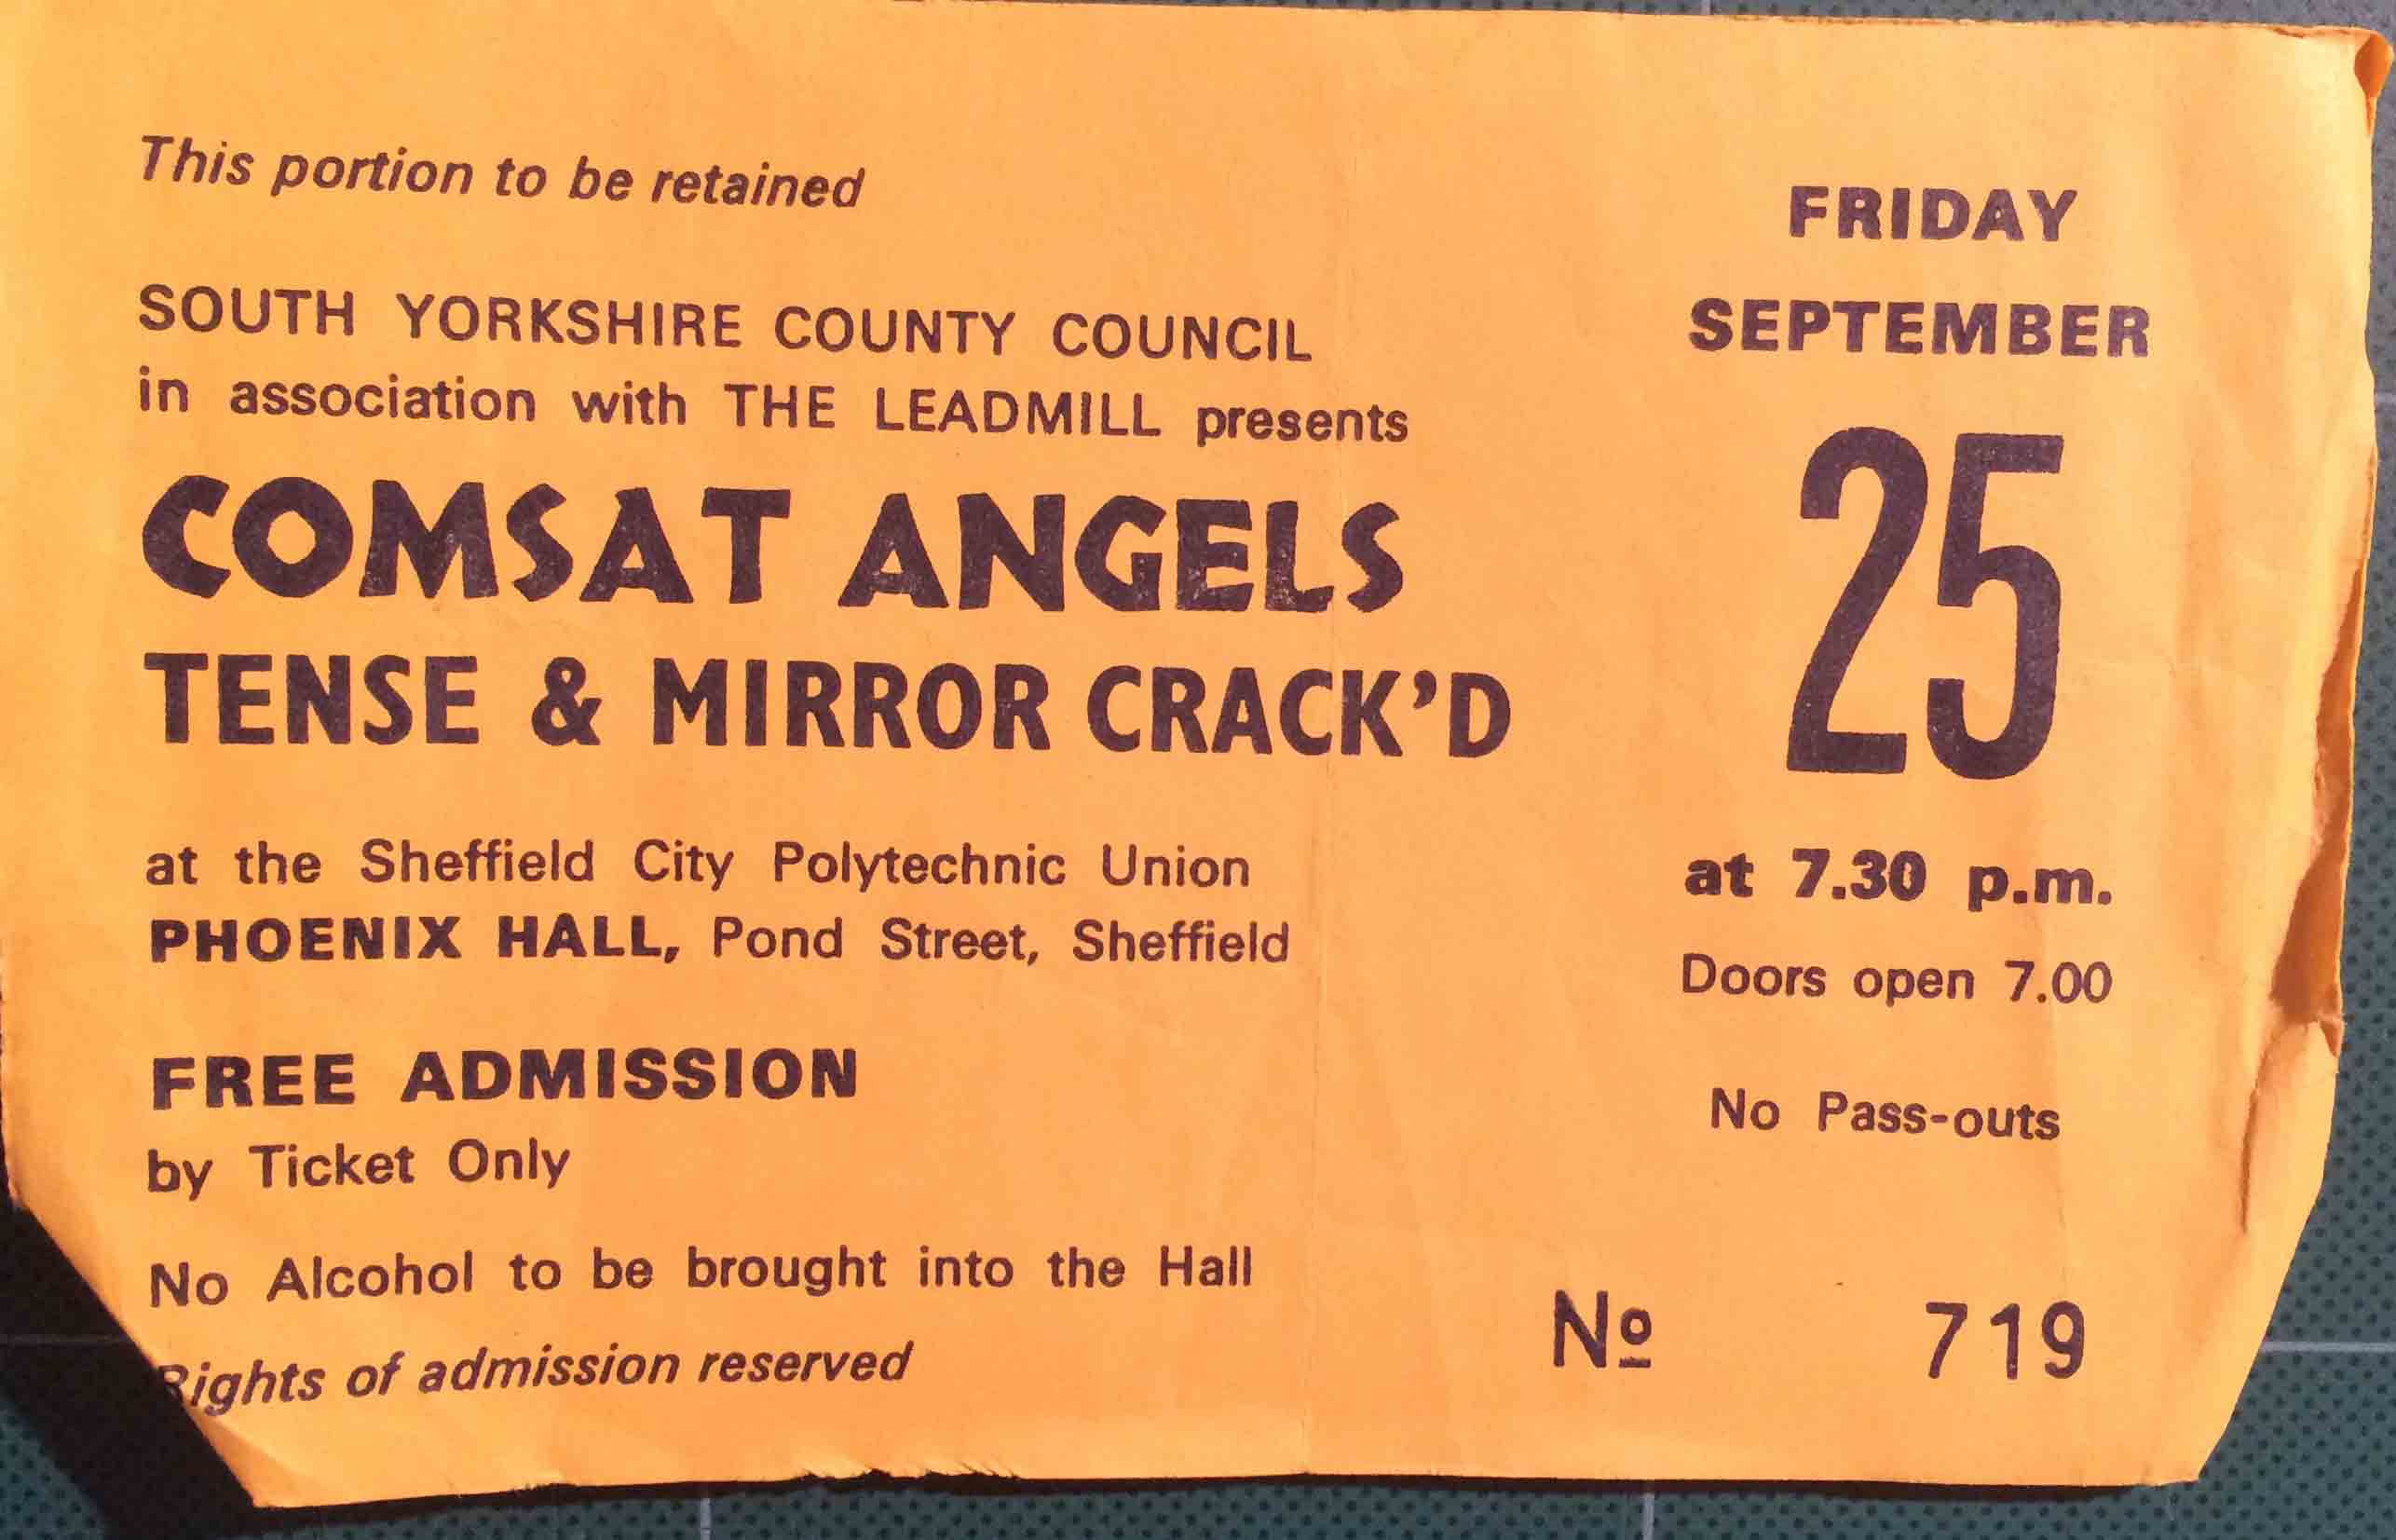 This portion to be retained
SOUTH YORKSHIRE COUNTY COUNCIL
in association with THE LEADMILL presents
COMSAT ANGELS
TENSE & MIRROR CRACK'D
at the Sheffield City Polytechnic Union
PHOENIX HALL, Pond Street, Sheffield
FREE ADMISSION
by Ticket Only
No Alcohol to be brought into the Hall
Rights of admission reserved
FRIDAY
SEPTEMBER
25
at 7.30 p.m.
Doors open 7.00
No Pass-outs
Nº 719